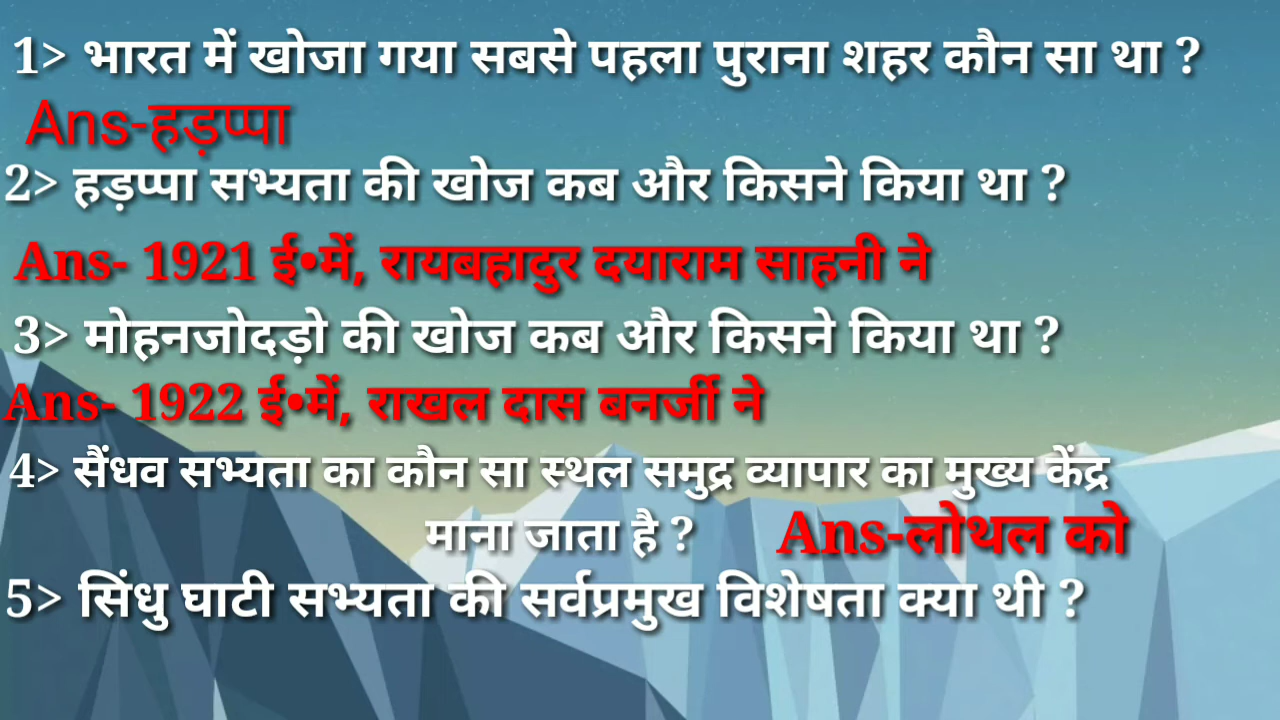 1> भारत में खोजा गया सबसे पहला पुराना शहर कौन सा था ?
Ans-हड़प्पा
2> हड़प्पा सभ्यता की खोज कब और किसने किया था ?
Ans- 1921 ई•में, रायबहादुर दयाराम साहनी ने
3> मोहनजोदड़ो की खोज कब और किसने किया था ?
Ans- 1922 ई•में, राखल दास बनर्जी ने
4> सैंधव सभ्यता का कौन सा स्थल समुद्र व्यापार का मुख्य केंद्र
माना जाता है ? Ans-लोथल को
5> सिंधु घाटी सभ्यता की सर्वप्रमुख विशेषता क्या थी ?